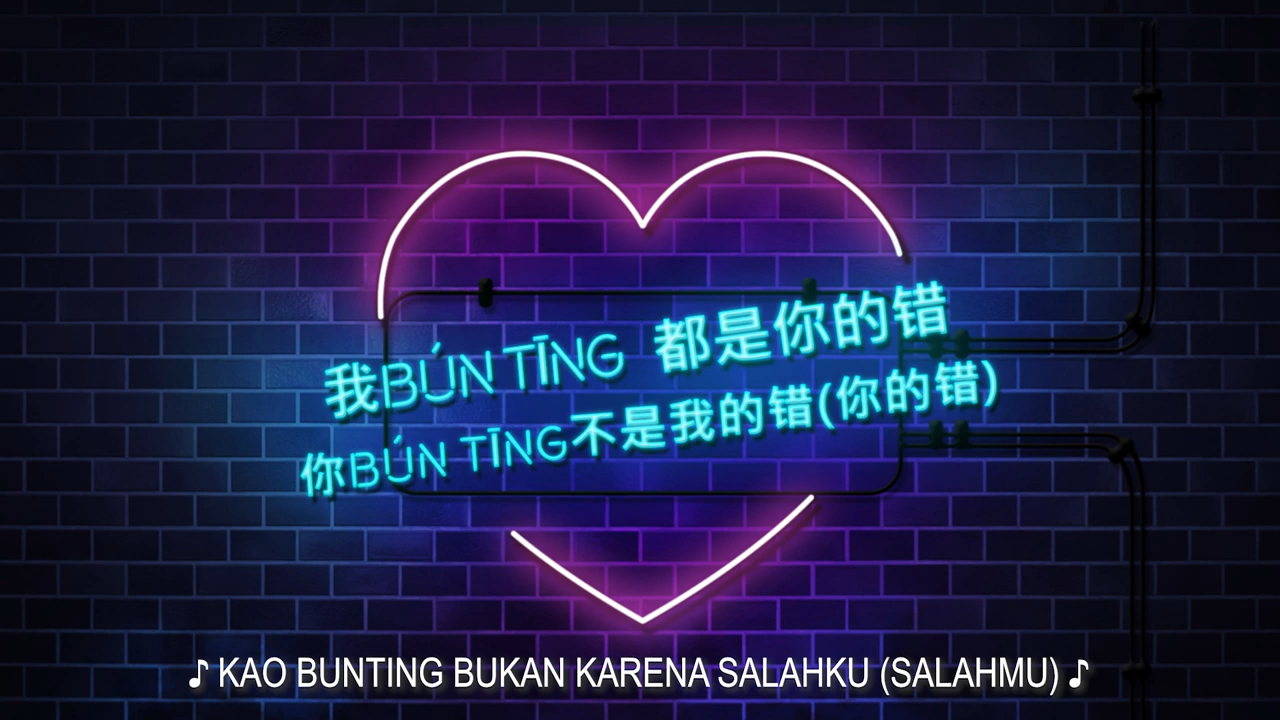 我BÚN TĪNG 都是你的错
你BÚN TĪNG不是我的错(你的错)
♪ KAO BUNTING BUKAN KARENA SALAHKU (SALAHMU) ♪